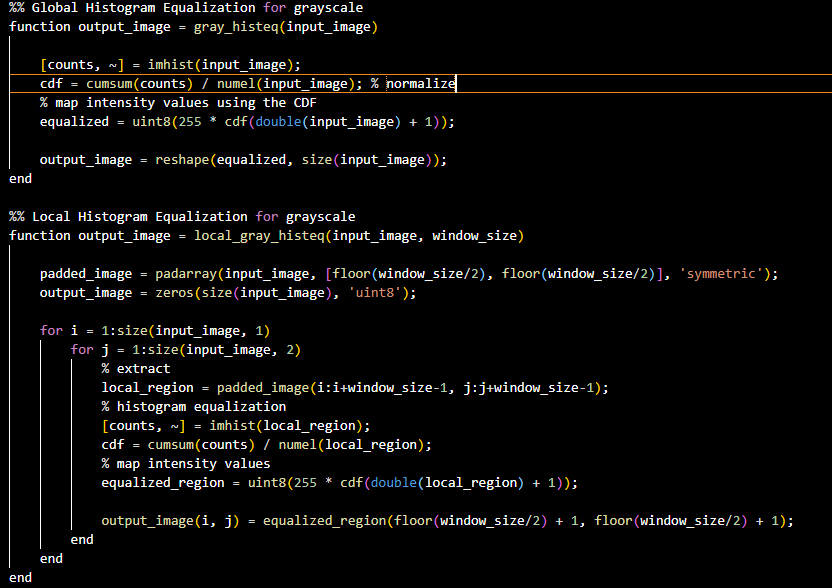 %% Global Histogram Equalization for grayscale
function output_image = gray_histeq(input_image)
[counts, ~] = imhist(input_image);
cdf = cumsum(counts) / numel(input_image); % normalize
% map intensity values using the CDF
equalized = uint8(255 * cdf(double(input_image) + 1));
output_image = reshape(equalized, size(input_image));
end
%% Local Histogram Equalization for grayscale
function output_image = local_gray_histeq(input_image, window_size)
padded_image = padarray(input_image, [floor(window_size/2), floor(window_size/2)], 'symmetric');
output_image = zeros(size(input_image), 'uint8');
for i = 1:size(input_image, 1)
for j = 1:size(input_image, 2)
% extract
local_region = padded_image(i:i+window_size-1, j:j+window_size-1);
% histogram equalization
[counts, ~] = imhist(local_region);
cdf = cumsum(counts) / numel(local_region);
% map intensity values
equalized_region = uint8(255 * cdf(double(local_region) + 1));
output_image(i, j) = equalized_region(floor(window_size/2) + 1, floor(window_size/2) + 1);
end
end
end